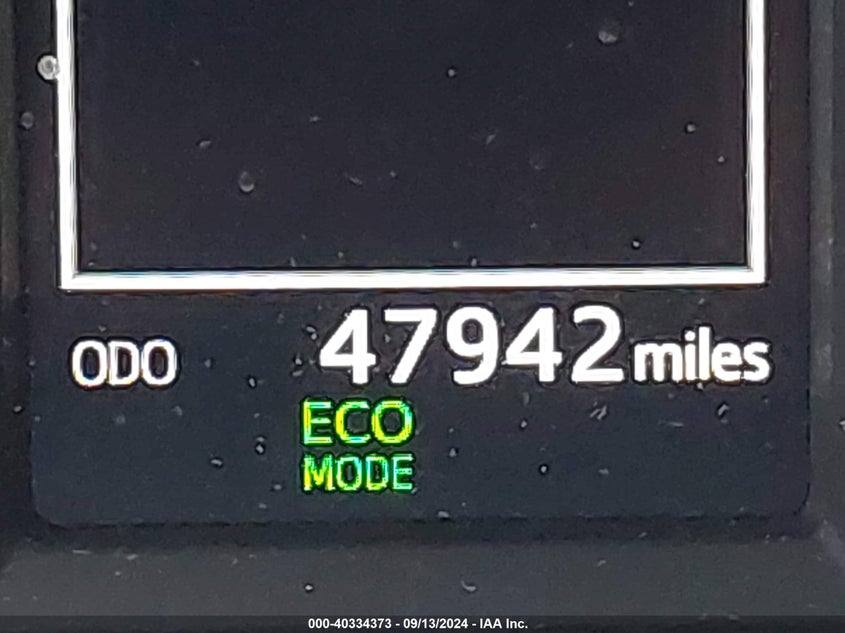 ODO 47942 miles
ECO
MODE
000-40334373 - 09/13/2024 - IAA Inc.